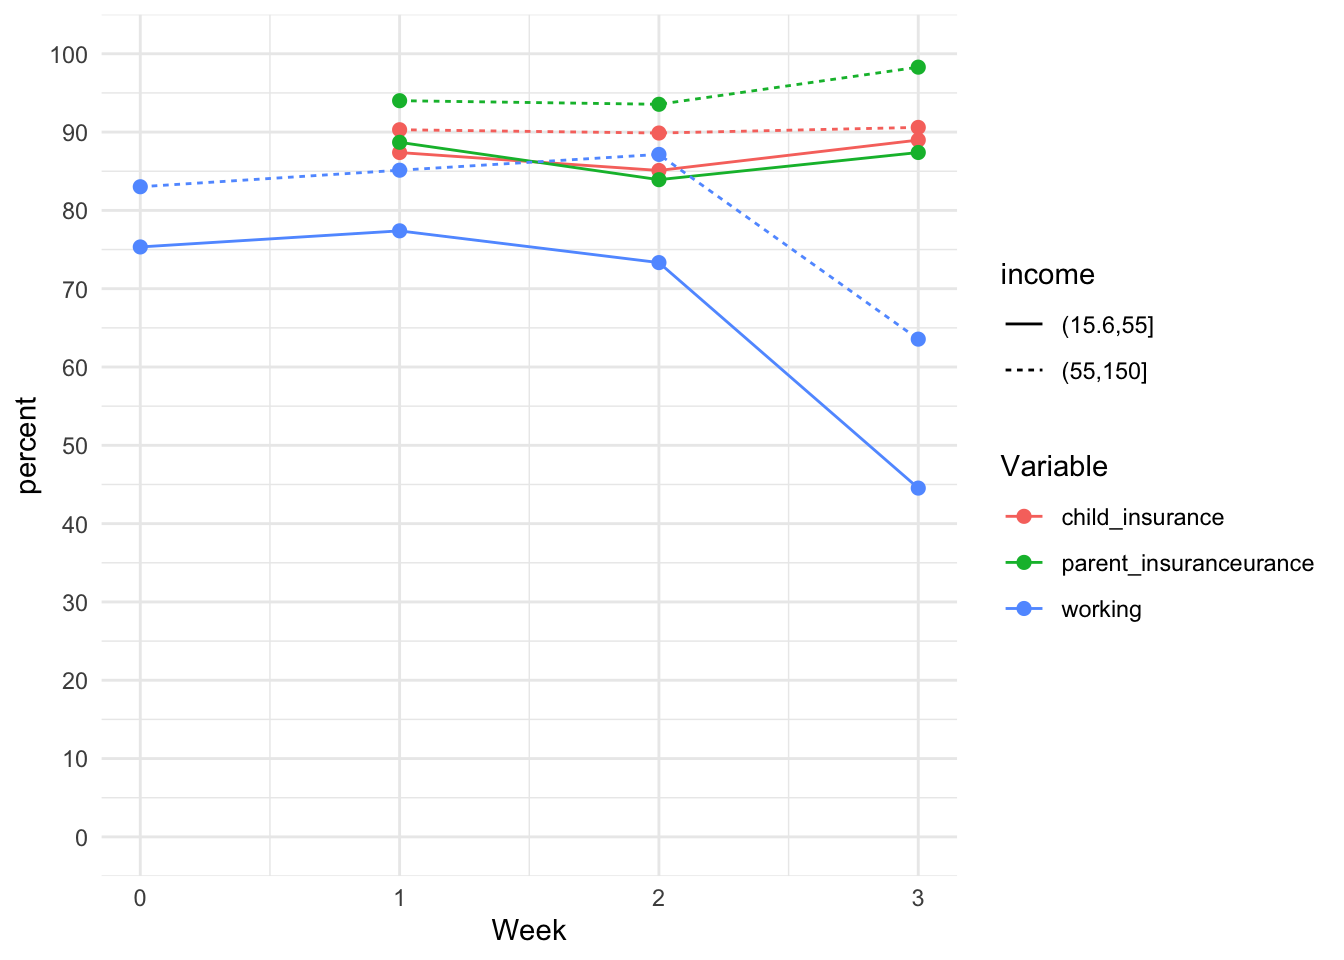 100
90
80
70
60
50
40
30
20
10
0
percent
0 1 2 3
Week
income
(15.6,55]
(55,150]
Variable
child_insurance
parent_insuranceurance
working